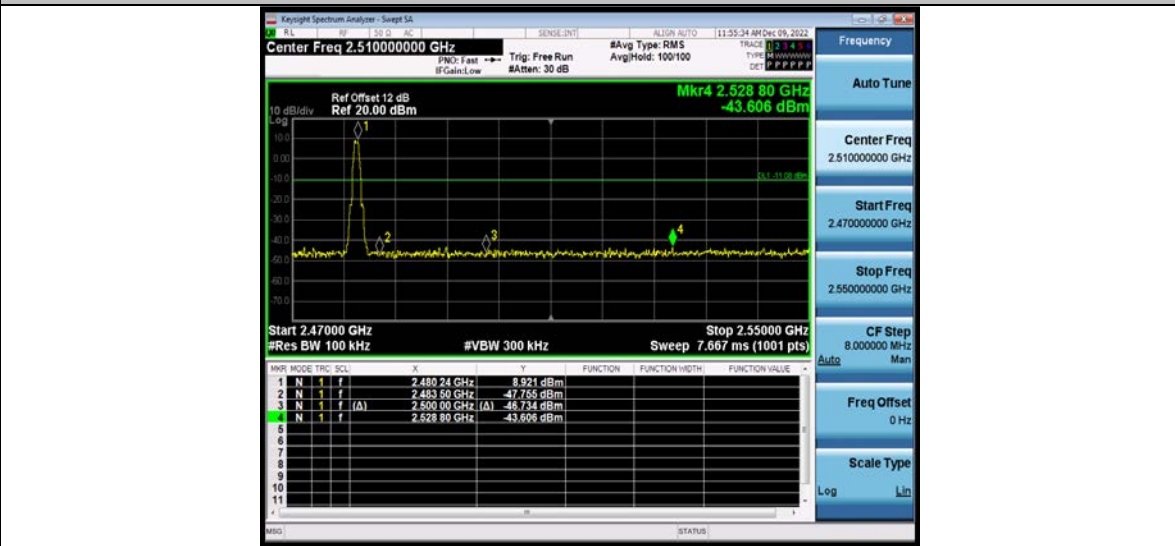 Keysight Spectrum Analyzer - Swept SA
RL RF 50 Ω AC SENSE:INT ALIGN AUTO 11:55:34 AM Dec 09, 2022
Center Freq 2.510000000 GHz #Avg Type: RMS TRACE 1 2 3 4 5 6
PNO: Fast Trig: Free Run Avg|Hold: 100/100 TYPE M W W W W W
IFGain:Low #Atten: 30 dB DET P P P P P P
Mkr4 2.528 80 GHz
-43.606 dBm
Ref Offset 12 dB
10 dB/div Ref 20.00 dBm
Log
1
10.0
0.00
-10.0
DL1 -11.08 dBm
-20.0
-30.0
-40.0
2
3
4
-50.0
-60.0
-70.0
Start 2.47000 GHz Stop 2.55000 GHz
#Res BW 100 kHz #VBW 300 kHz Sweep 7.667 ms (1001 pts)
MKR MODE TRC SCL X Y FUNCTION FUNCTION WIDTH FUNCTION VALUE
1 N 1 f 2.480 24 GHz 8.921 dBm
2 N 1 f 2.483 50 GHz -47.755 dBm
3 N 1 f (Δ) 2.500 00 GHz (Δ) -46.734 dBm
4 N 1 f 2.528 80 GHz -43.606 dBm
5
6
7
8
9
10
11
MSG STATUS
Frequency
Auto Tune
Center Freq
2.510000000 GHz
Start Freq
2.470000000 GHz
Stop Freq
2.550000000 GHz
CF Step
8.000000 MHz
Auto Man
Freq Offset
0 Hz
Scale Type
Log Lin